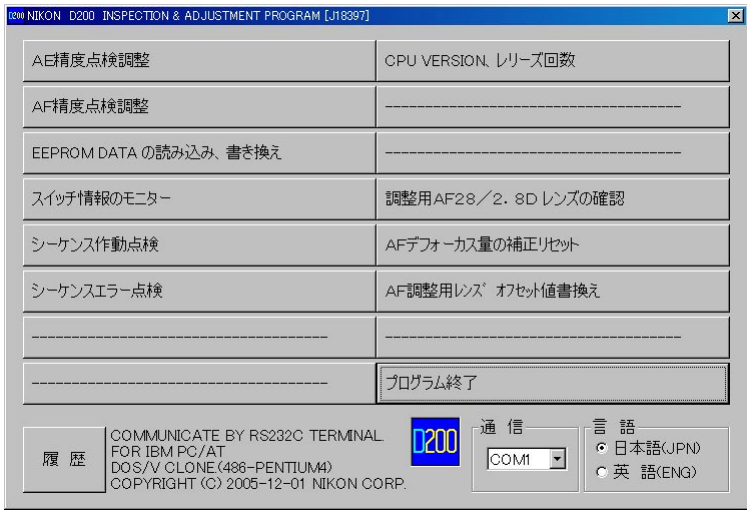 NIKON D200 INSPECTION & ADJUSTMENT PROGRAM [J18397]
AE精度点検調整
CPU VERSION、レリーズ回数
AF精度点検調整
-------------------------------------
EEPROM DATA の読み込み、書き換え
-------------------------------------
スイッチ情報のモニター
調整用AF28／2．8D レンズの確認
シーケンス作動点検
AFデフォーカス量の補正リセット
シーケンスエラー点検
AF調整用ﾚﾝｽﾞ ｵﾌｾｯﾄ値書換え
-------------------------------------
-------------------------------------
-------------------------------------
プログラム終了
履 歴
COMMUNICATE BY RS232C TERMINAL
FOR IBM PC/AT
DOS/V CLONE(486-PENTIUM4)
COPYRIGHT (C) 2005-12-01 NIKON CORP.
D200
通 信
COM1
言 語
日本語(JPN)
英 語(ENG)